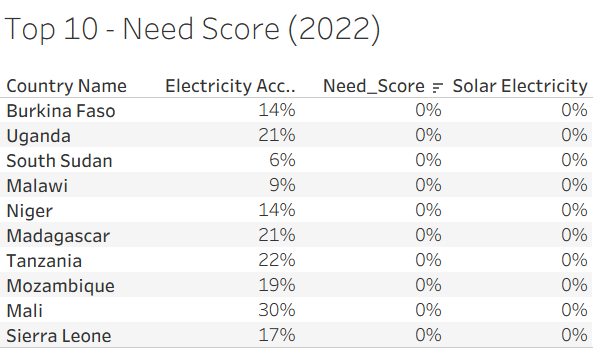 Top 10 - Need Score (2022)
Country Name Electricity Acc.. Need_Score Solar Electricity
Burkina Faso 14% 0% 0%
Uganda 21% 0% 0%
South Sudan 6% 0% 0%
Malawi 9% 0% 0%
Niger 14% 0% 0%
Madagascar 21% 0% 0%
Tanzania 22% 0% 0%
Mozambique 19% 0% 0%
Mali 30% 0% 0%
Sierra Leone 17% 0% 0%